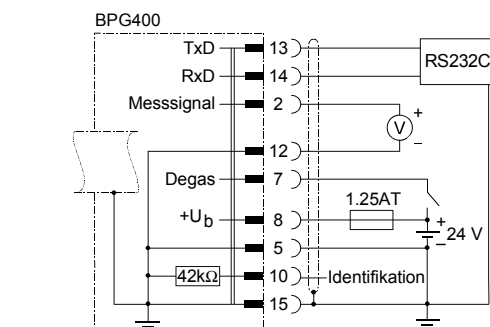 BPG400
TxD 13
RxD 14
RS232C
Messsignal 2
+
V
–
12
Degas 7
1.25AT
+Ub 8
+
24 V
–
5
42kΩ 10 Identifikation
15